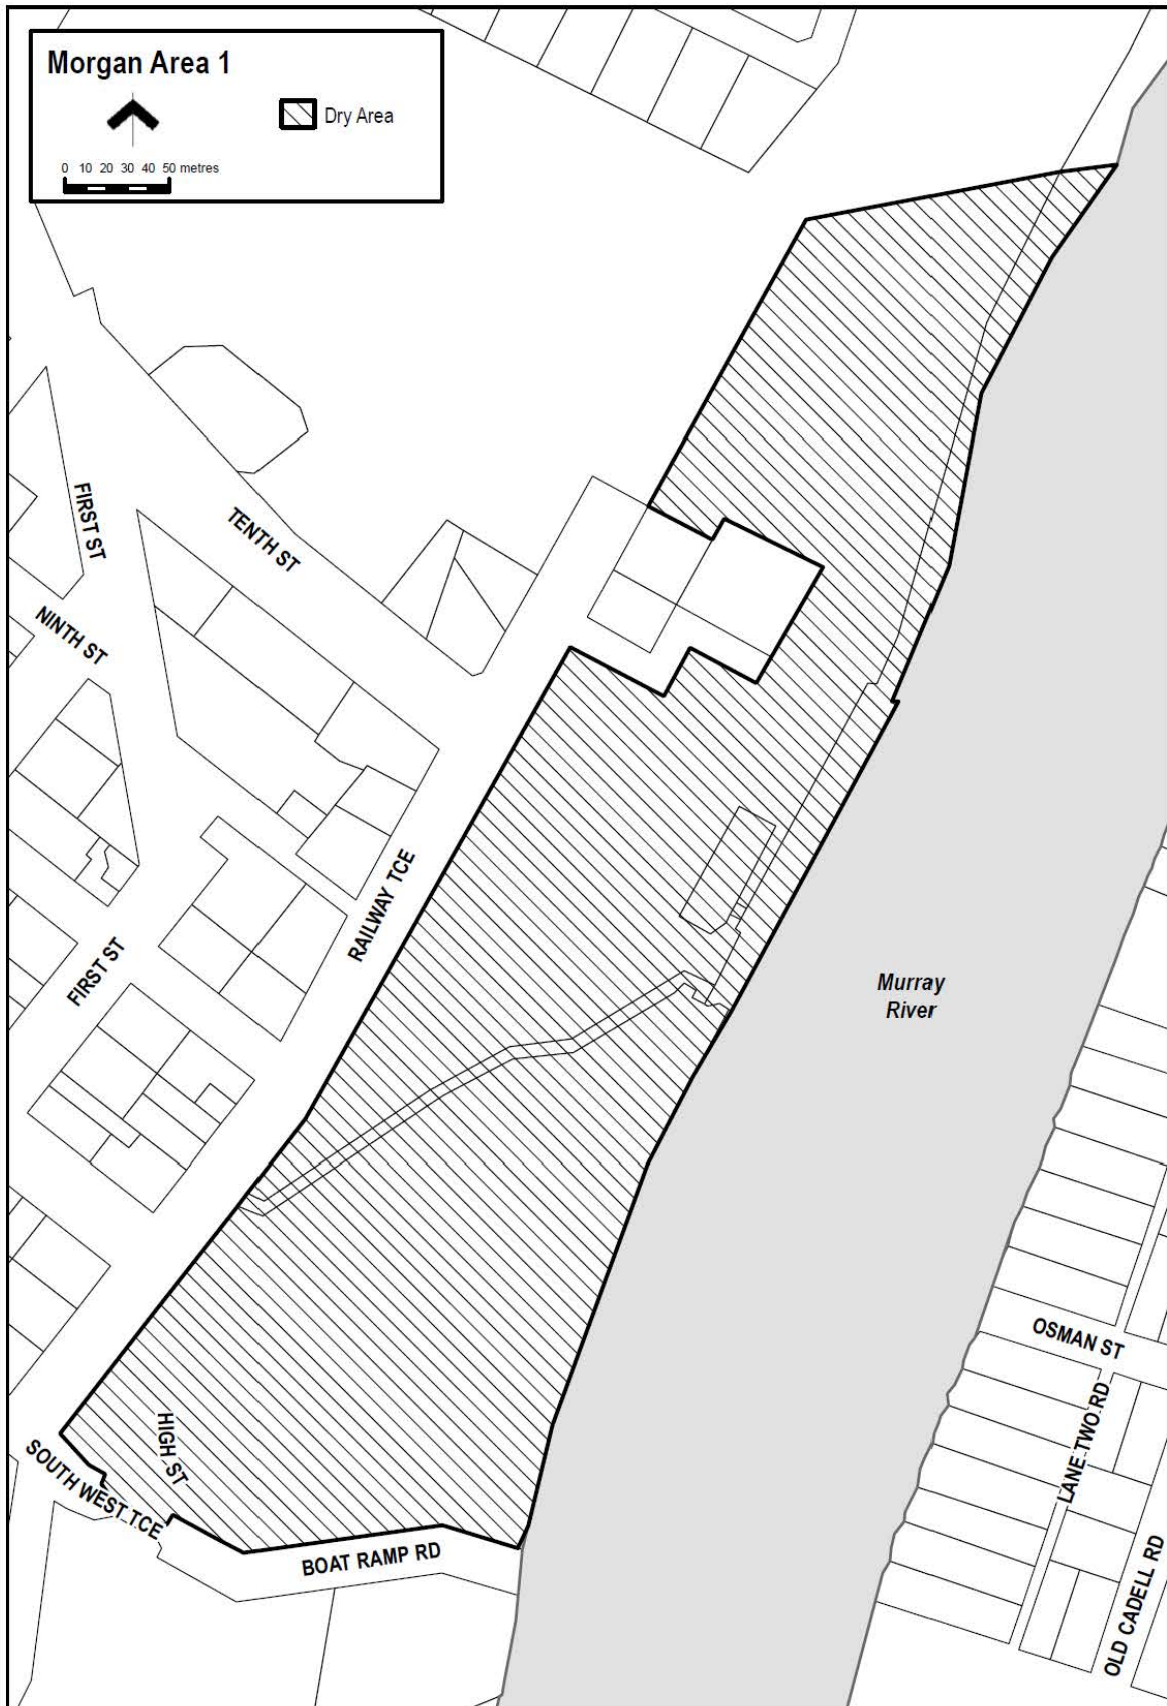 Morgan Area 1
Dry Area
0 10 20 30 40 50 metres
FIRST ST
TENTH ST
NINTH ST
RAILWAY TCE
FIRST ST
Murray
River
OSMAN ST
LANE TWO RD
HIGH ST
SOUTH WEST TCE
BOAT RAMP RD
OLD CADELL RD